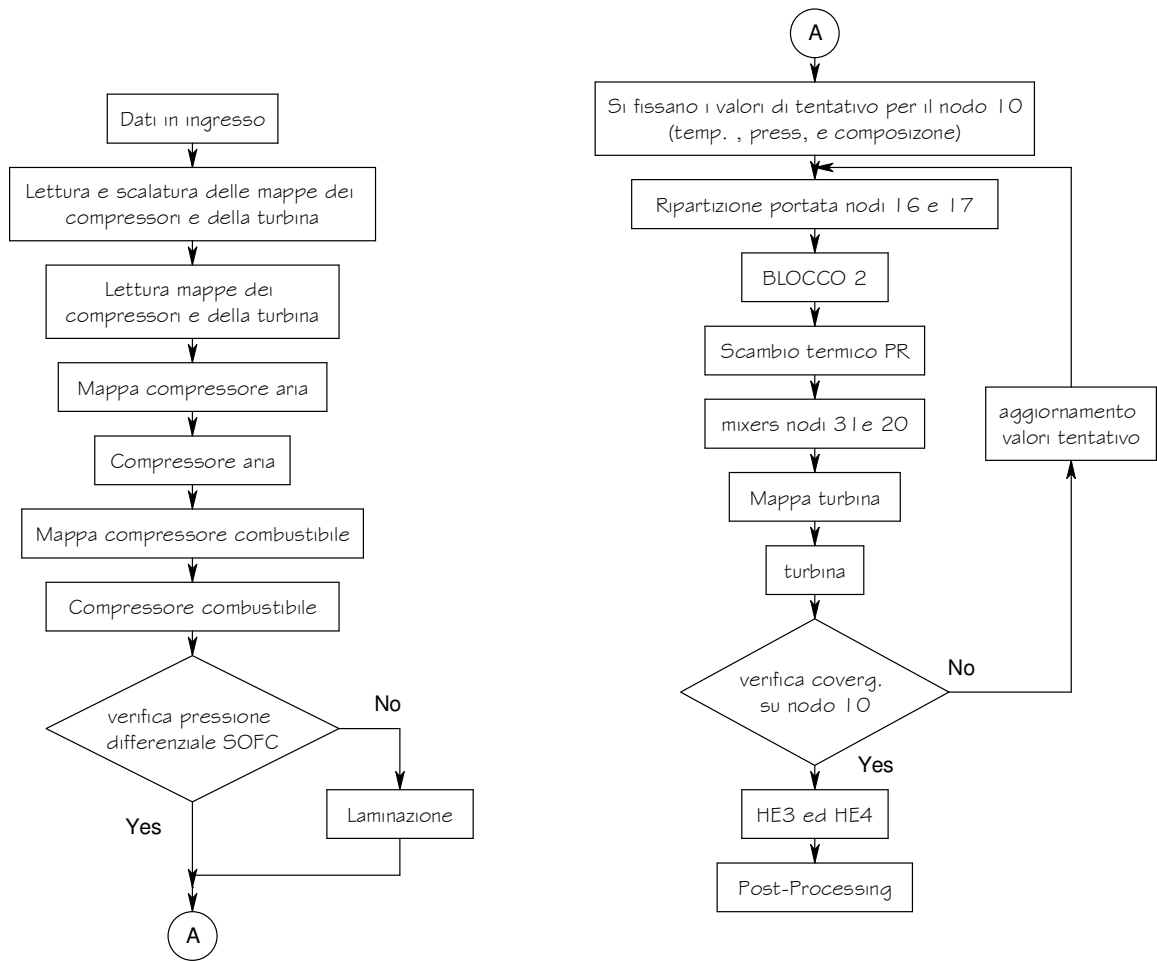 Dati in ingresso
Lettura e scalatura delle mappe dei
compressori e della turbina
Lettura mappe dei
compressori e della turbina
Mappa compressore aria
Compressore aria
Mappa compressore combustibile
Compressore combustibile
verifica pressione
differenziale SOFC
No
Yes
Laminazione
A
A
Si fissano i valori di tentativo per il nodo 10
(temp. , press, e composizone)
Ripartizione portata nodi 16 e 17
BLOCCO 2
Scambio termico PR
mixers nodi 31e 20
Mappa turbina
turbina
verifica coverg.
su nodo 10
No
aggiornamento
valori tentativo
Yes
HE3 ed HE4
Post-Processing